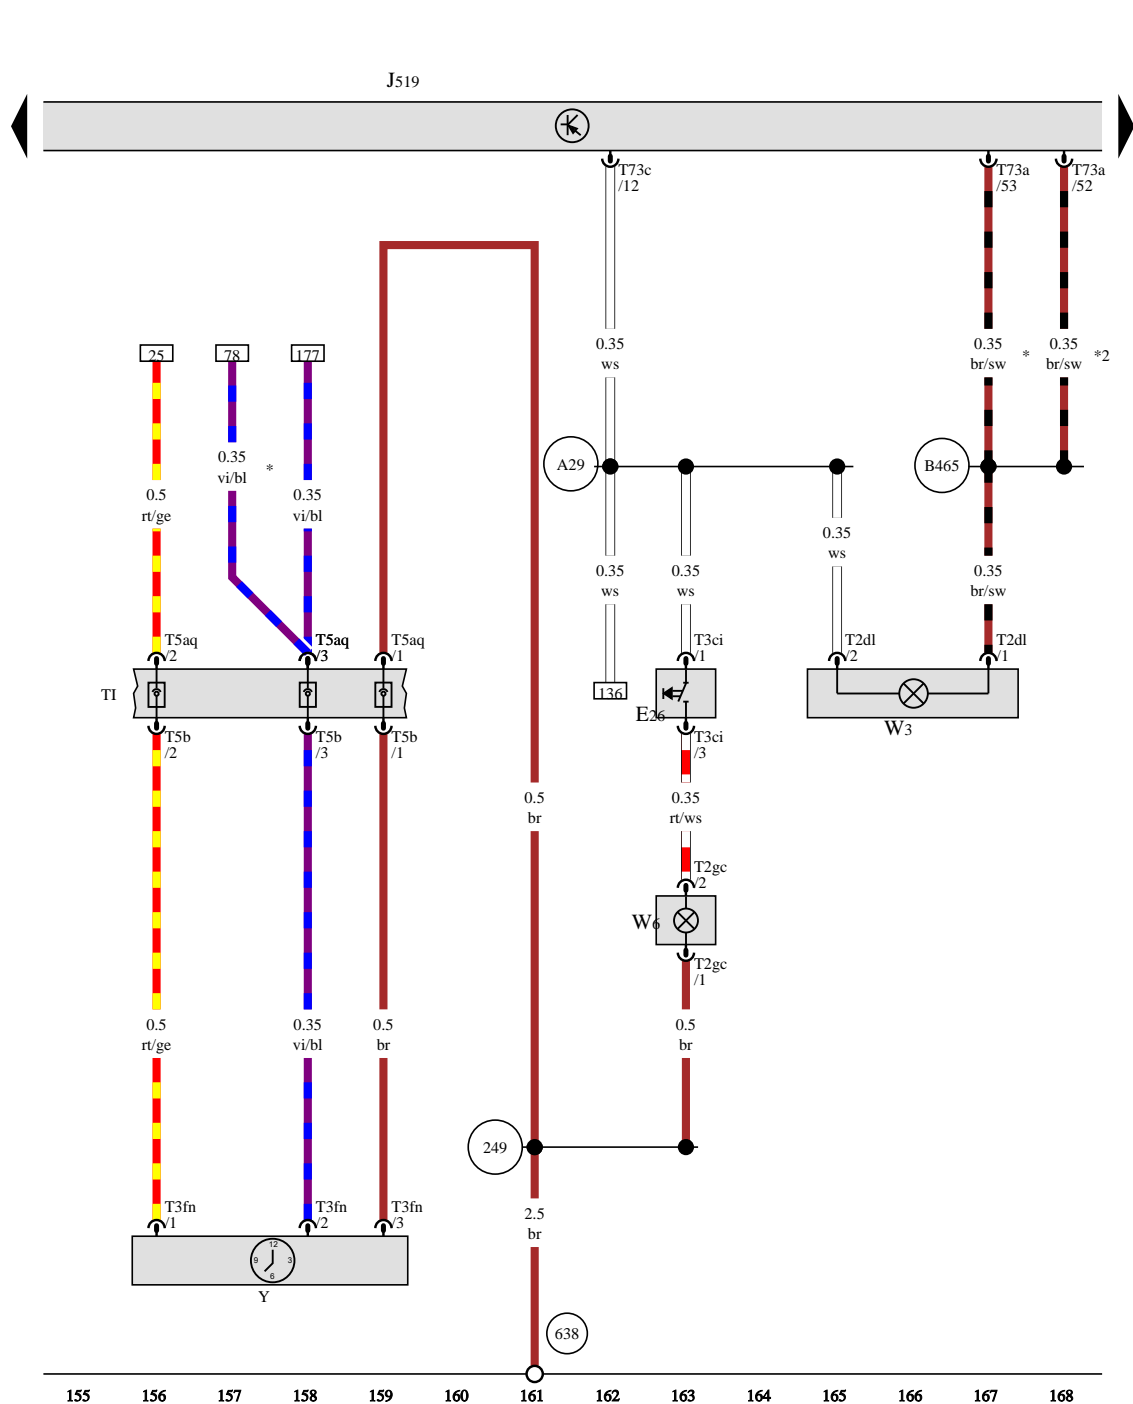 J519
T73c
/12
T73a
/53
T73a
/52
0.35
ws
0.35
br/sw
*
0.35
br/sw
*2
25
78
177
0.35
vi/bl
*
A29
B465
0.5
rt/ge
0.35
vi/bl
0.35
ws
0.35
ws
0.35
ws
0.35
br/sw
T5aq
/2
T5aq
/3
T5aq
/1
T3ci
/1
T2dl
/2
T2dl
/1
TI
136
E26
W3
T5b
/2
T5b
/3
T5b
/1
T3ci
/3
0.5
br
0.35
rt/ws
T2gc
/2
W6
T2gc
/1
0.5
rt/ge
0.35
vi/bl
0.5
br
0.5
br
249
T3fn
/1
T3fn
/2
T3fn
/3
2.5
br
12
9
3
6
Y
638
155 156 157 158 159 160 161 162 163 164 165 166 167 168